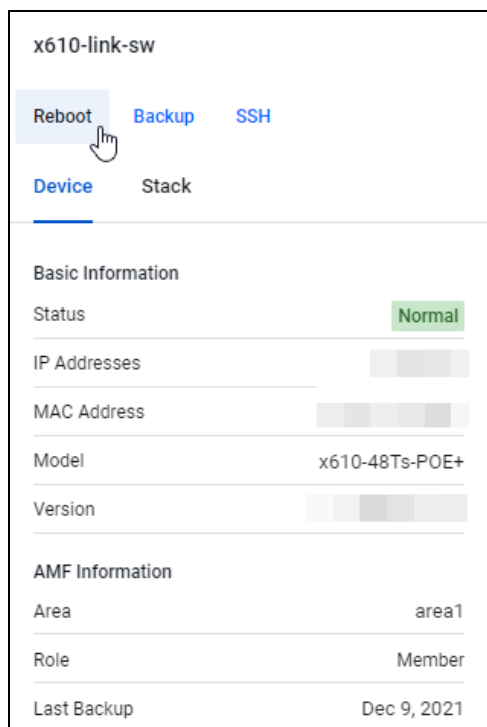 x610-link-sw
Reboot Backup SSH
Device Stack
Basic Information
Status Normal
IP Addresses
MAC Address
Model x610-48Ts-POE+
Version
AMF Information
Area area1
Role Member
Last Backup Dec 9, 2021